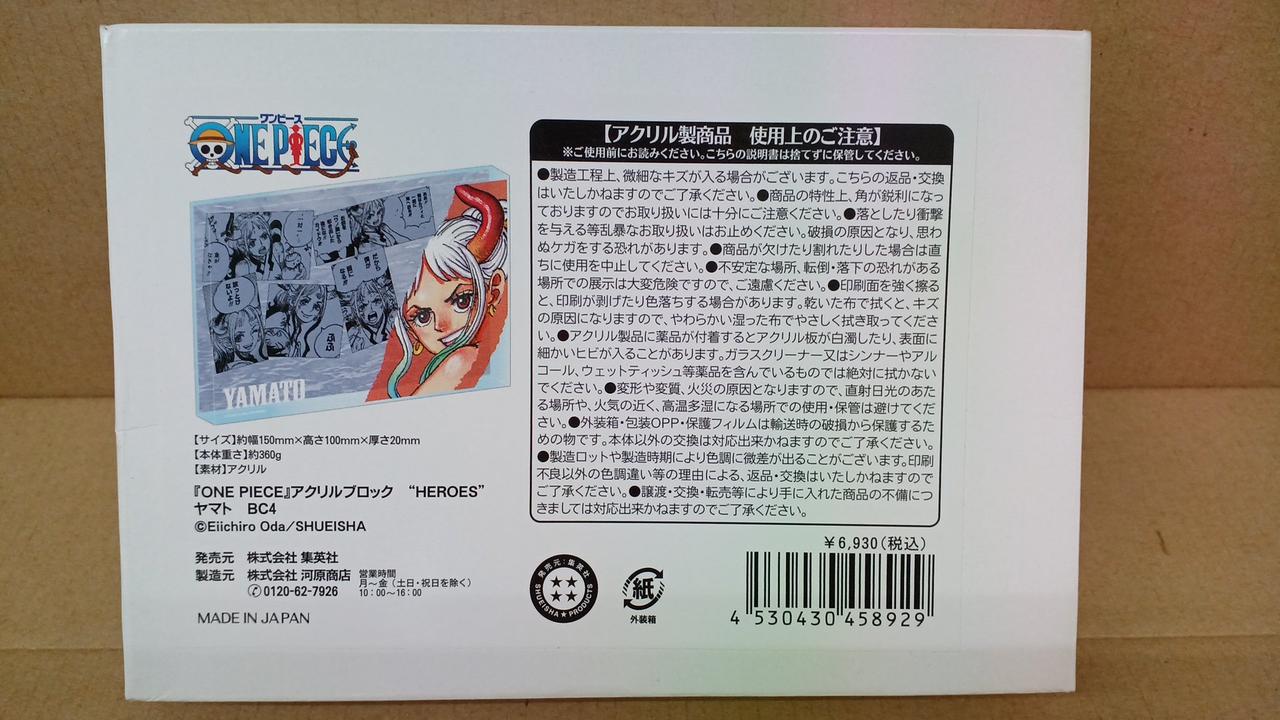 ワンピース
ONE PIECE
YAMATO
【サイズ】約幅150mm×高さ100mm×厚さ20mm
【本体重さ】約360g
【素材】アクリル
『ONE PIECE』アクリルブロック “HEROES”
ヤマト BC4
©Eiichiro Oda/SHUEISHA
発売元 株式会社 集英社
製造元 株式会社 河原商店 営業時間
月〜金(土日・祝日を除く)
0120-62-7926 10:00〜16:00
MADE IN JAPAN
【アクリル製商品 使用上のご注意】
※ご使用前にお読みください。こちらの説明書は捨てずに保管してください。
●製造工程上、微細なキズが入る場合がございます。こちらの返品・交換
はいたしかねますのでご了承ください。●商品の特性上、角が鋭利になっ
ておりますのでお取り扱いには十分にご注意ください。●落としたり衝撃
を与える等乱暴なお取り扱いはお止めください。破損の原因となり、思わ
ぬケガをする恐れがあります。●商品が欠けたり割れたりした場合は直
ちに使用を中止してください。●不安定な場所、転倒・落下の恐れがある
場所での展示は大変危険ですので、ご遠慮ください。●印刷面を強く擦る
と、印刷が剥げたり色落ちする場合があります。乾いた布で拭くと、キズ
の原因になりますので、やわらかい湿った布でやさしく拭き取ってくださ
い。●アクリル製品に薬品が付着するとアクリル板が白濁したり、表面に
細かいヒビが入ることがあります。ガラスクリーナー又はシンナーやアル
コール、ウェットティッシュ等薬品を含んでいるものでは絶対に拭かない
でください。●変形や変質、火災の原因となりますので、直射日光のあた
る場所や、火気の近く、高温多湿になる場所での使用・保管は避けてくだ
さい。●外装箱・包装OPP・保護フィルムは輸送時の破損から保護するた
めの物です。本体以外の交換は対応出来かねますのでご了承ください。
●製造ロットや製造時期により色調に微差が出ることがございます。印刷
不良以外の色調違い等の理由による、返品・交換はいたしかねますので
ご了承ください。●譲渡・交換・転売等により手に入れた商品の不備につ
きましては対応出来かねますのでご了承ください。
¥6,930(税込)
発売元:集英社
SHUEISHA★PRODUCTS
紙
外装箱
4 530430 458929